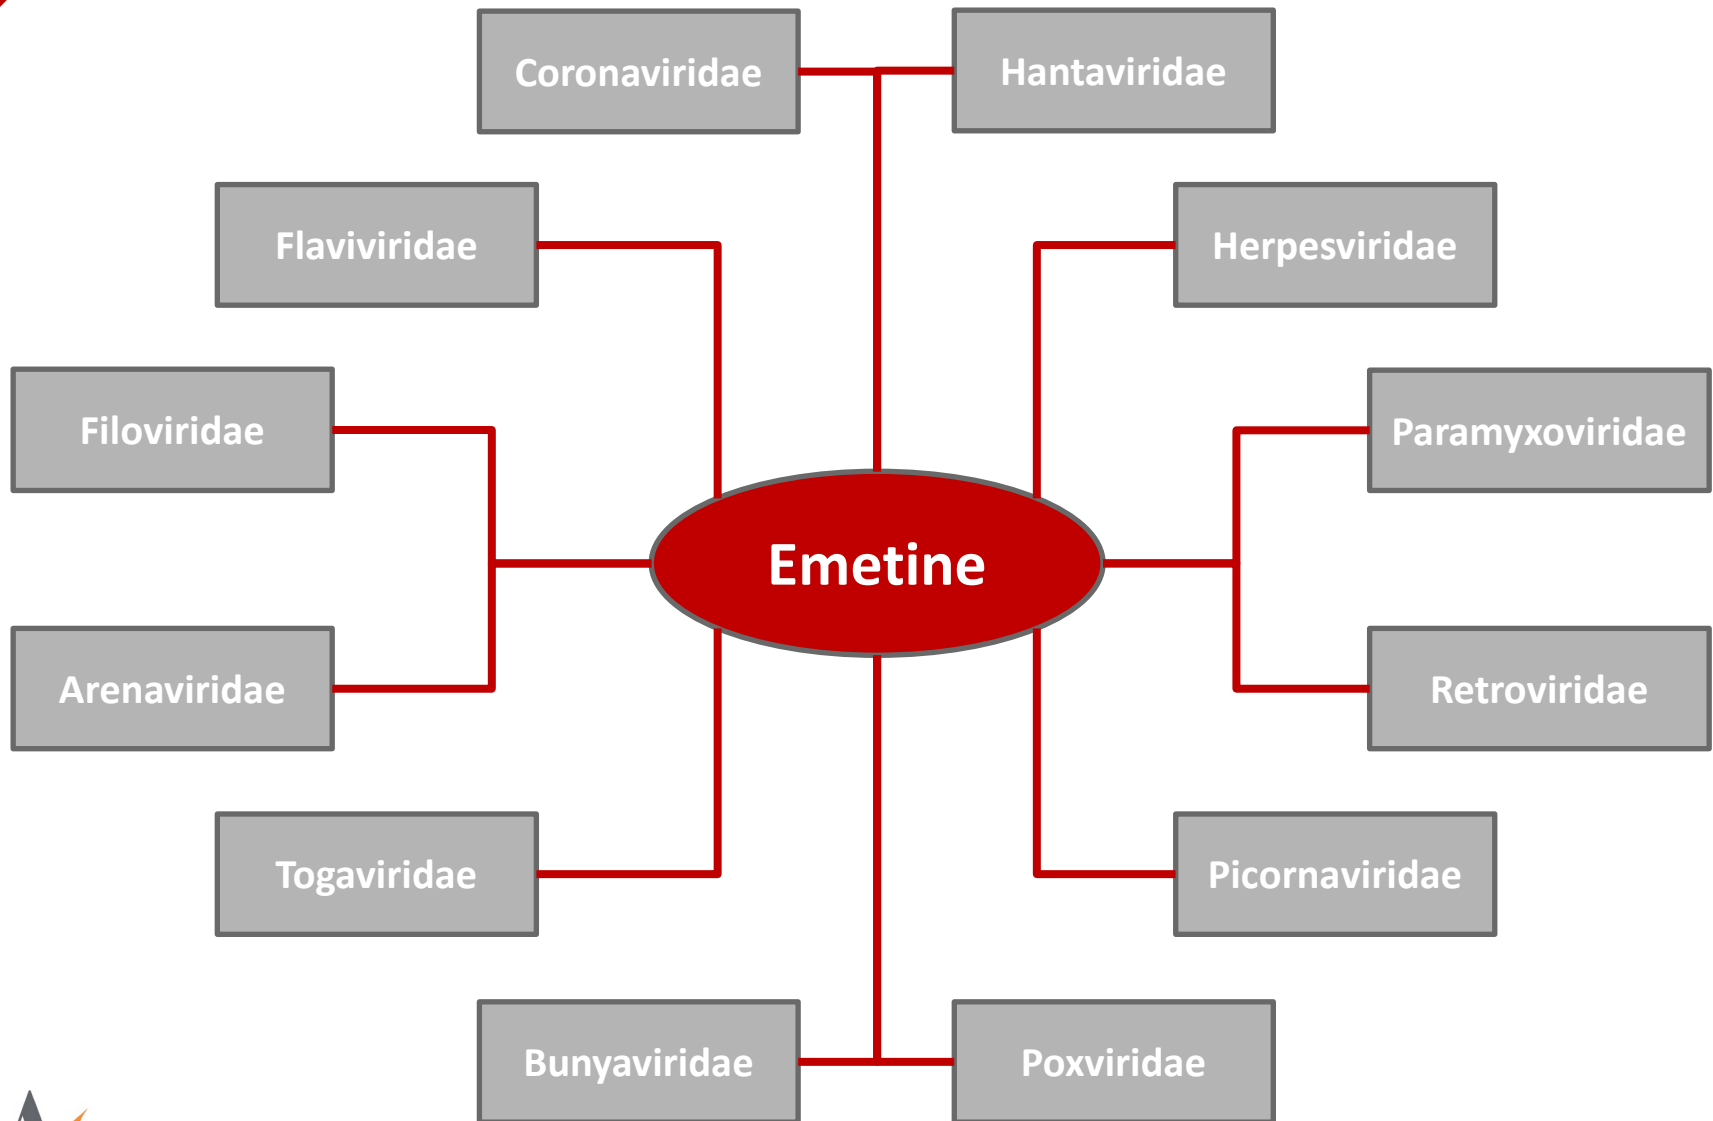 Coronaviridae
Hantaviridae
Flaviviridae
Herpesviridae
Filoviridae
Paramyxoviridae
Emetine
Arenaviridae
Retroviridae
Togaviridae
Picornaviridae
Bunyaviridae
Poxviridae